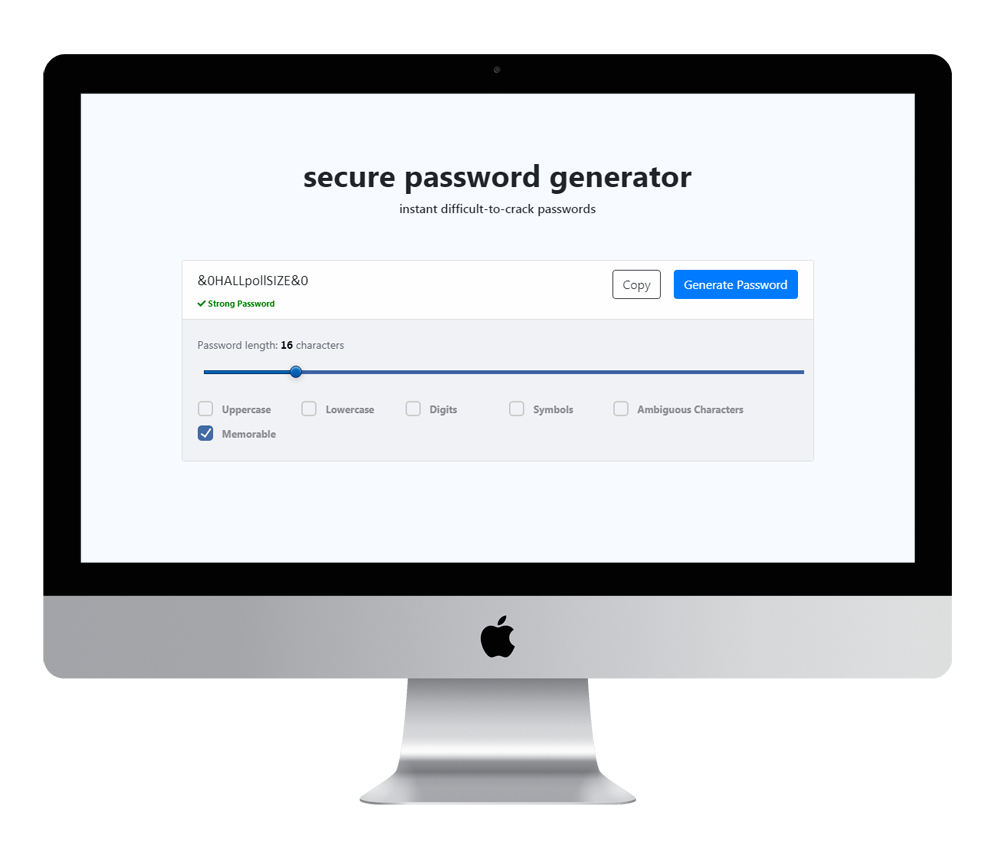 secure password generator
instant difficult-to-crack passwords
&0HALLpollSIZE&0
Copy
Generate Password
Strong Password
Password length: 16 characters
Uppercase
Lowercase
Digits
Symbols
Ambiguous Characters
Memorable